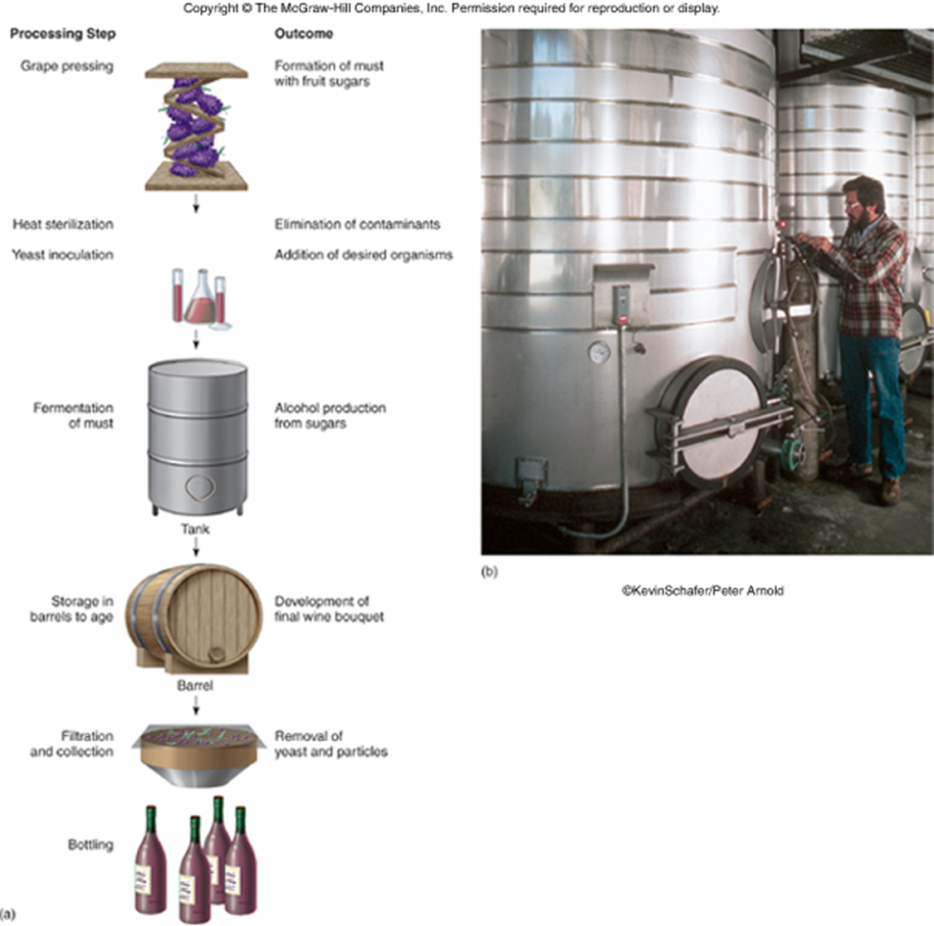 Copyright © The McGraw-Hill Companies, Inc. Permission required for reproduction or display.
Processing Step
Outcome
Grape pressing
Formation of must
with fruit sugars
Heat sterilization
Elimination of contaminants
Yeast inoculation
Addition of desired organisms
Fermentation
of must
Alcohol production
from sugars
Tank
Storage in
barrels to age
Development of
final wine bouquet
Barrel
Filtration
and collection
Removal of
yeast and particles
Bottling
(a)
(b)
©KevinSchafer/Peter Arnold